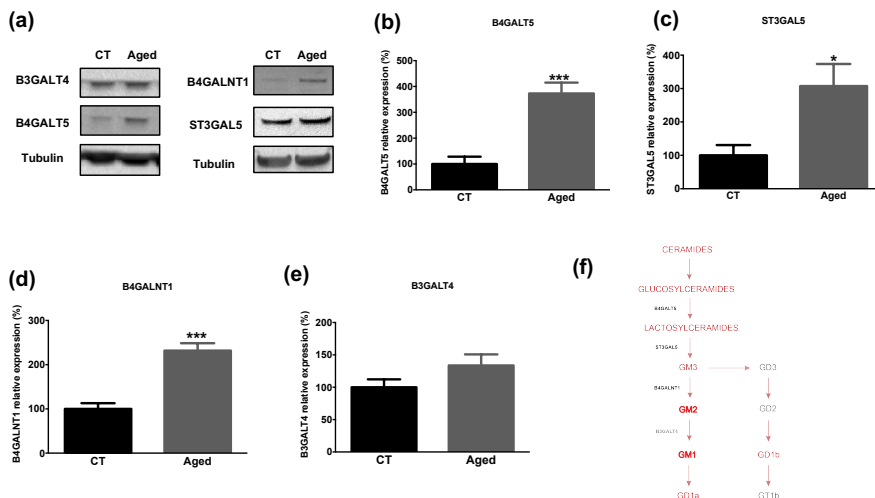 (a)
CT Aged
B3GALT4
B4GALT5
Tubulin
CT Aged
B4GALNT1
ST3GAL5
Tubulin
(b)
B4GALT5
B4GALT5 relative expression (%)
500
400
300
200
100
0
***
CT Aged
(c)
ST3GAL5
ST3GAL5 relative expression (%)
400
300
200
100
0
*
CT Aged
(d)
B4GALNT1
B4GALNT1 relative expression (%)
300
200
100
0
***
CT Aged
(e)
B3GALT4
B3GALT4 relative expression (%)
200
150
100
50
0
CT Aged
(f)
CERAMIDES
GLUCOSYLCERAMIDES
B4GALT5
LACTOSYLCERAMIDES
ST3GAL5
GM3 GD3
B4GALNT1
GM2 GD2
B3GALT4
GM1 GD1b
GD1a GT1b